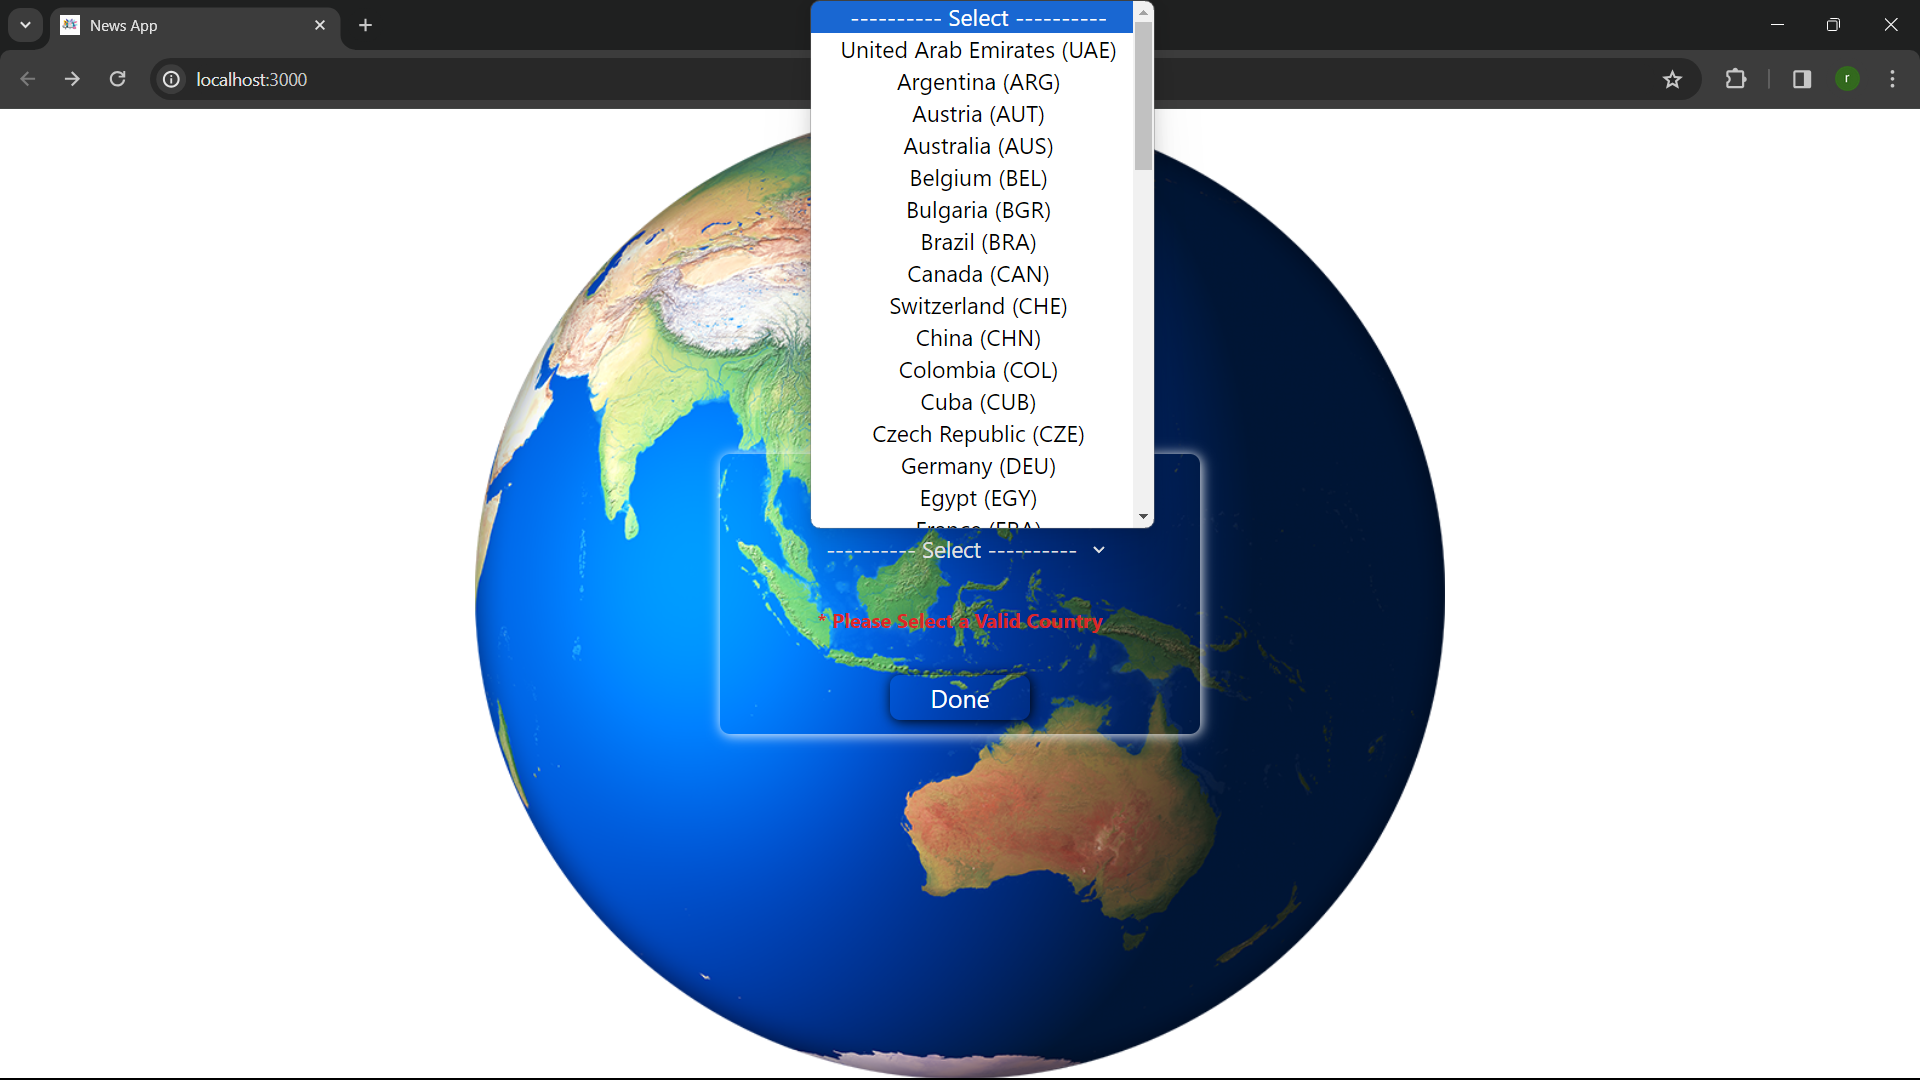 News App
localhost:3000
r
---------- Select ----------
United Arab Emirates (UAE)
Argentina (ARG)
Austria (AUT)
Australia (AUS)
Belgium (BEL)
Bulgaria (BGR)
Brazil (BRA)
Canada (CAN)
Switzerland (CHE)
China (CHN)
Colombia (COL)
Cuba (CUB)
Czech Republic (CZE)
Germany (DEU)
Egypt (EGY)
France (FRA)
---------- Select ----------
* Please Select a Valid Country
Done